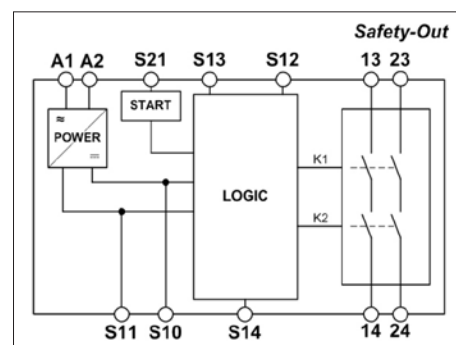 Safety-Out
A1 A2 S21 S13 S12 13 23
START
≂
POWER
⎓
K1
LOGIC
K2
S11 S10 S14 14 24